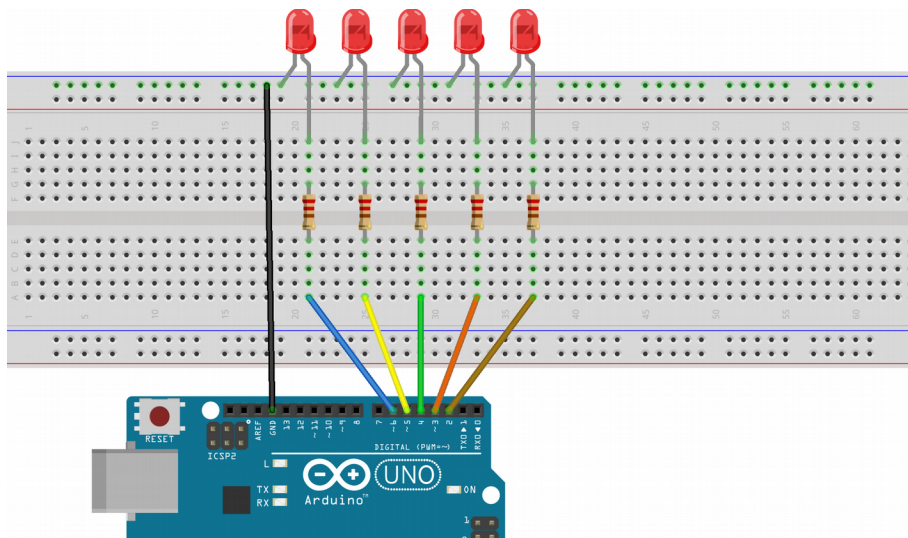 1 5 10 15 20 25 30 35 40 45 50 55 60
J
I
H
G
F
E
D
C
B
A
1 5 10 15 20 25 30 35 40 45 50 55 60
RESET
ICSP2
AREF
GND
13
12
~11
~10
~9
8
7
~6
~5
4
~3
2
TX0▶1
RX0◀0
DIGITAL (PWM=~)
L
TX
RX
Arduino™
UNO
ON
1